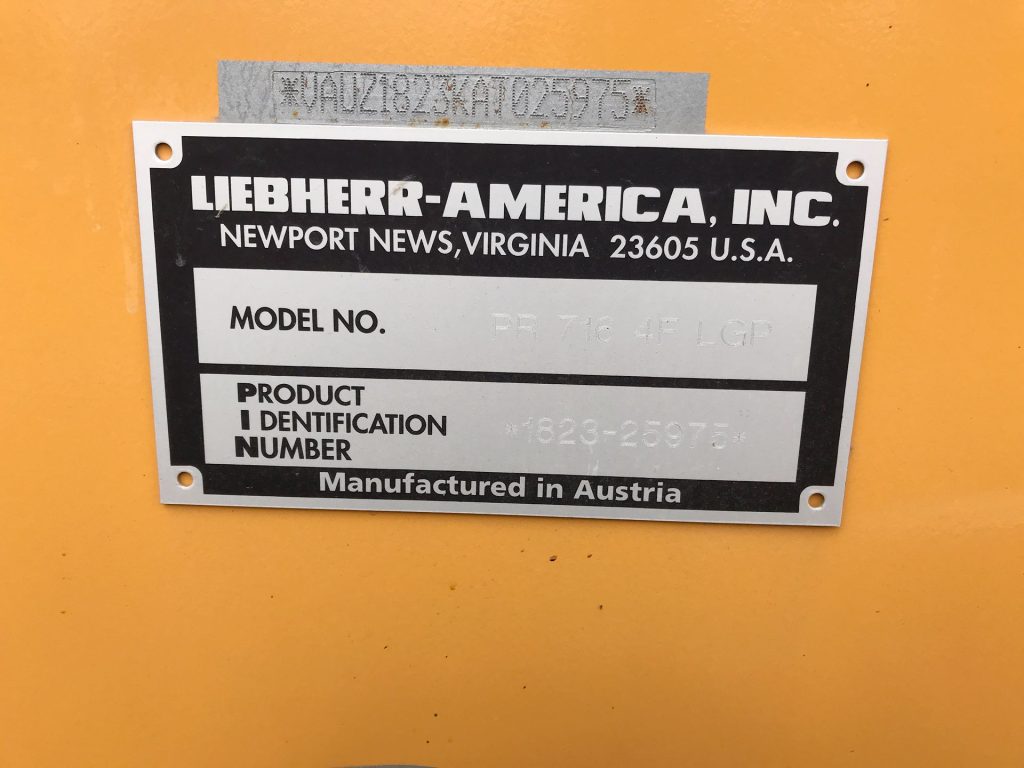 *VAUZ1823KAT025975*
LIEBHERR-AMERICA, INC.
NEWPORT NEWS, VIRGINIA 23605 U.S.A.
MODEL NO. PR 716 4F LGP
PRODUCT
IDENTIFICATION
NUMBER
*1823-25975*
Manufactured in Austria